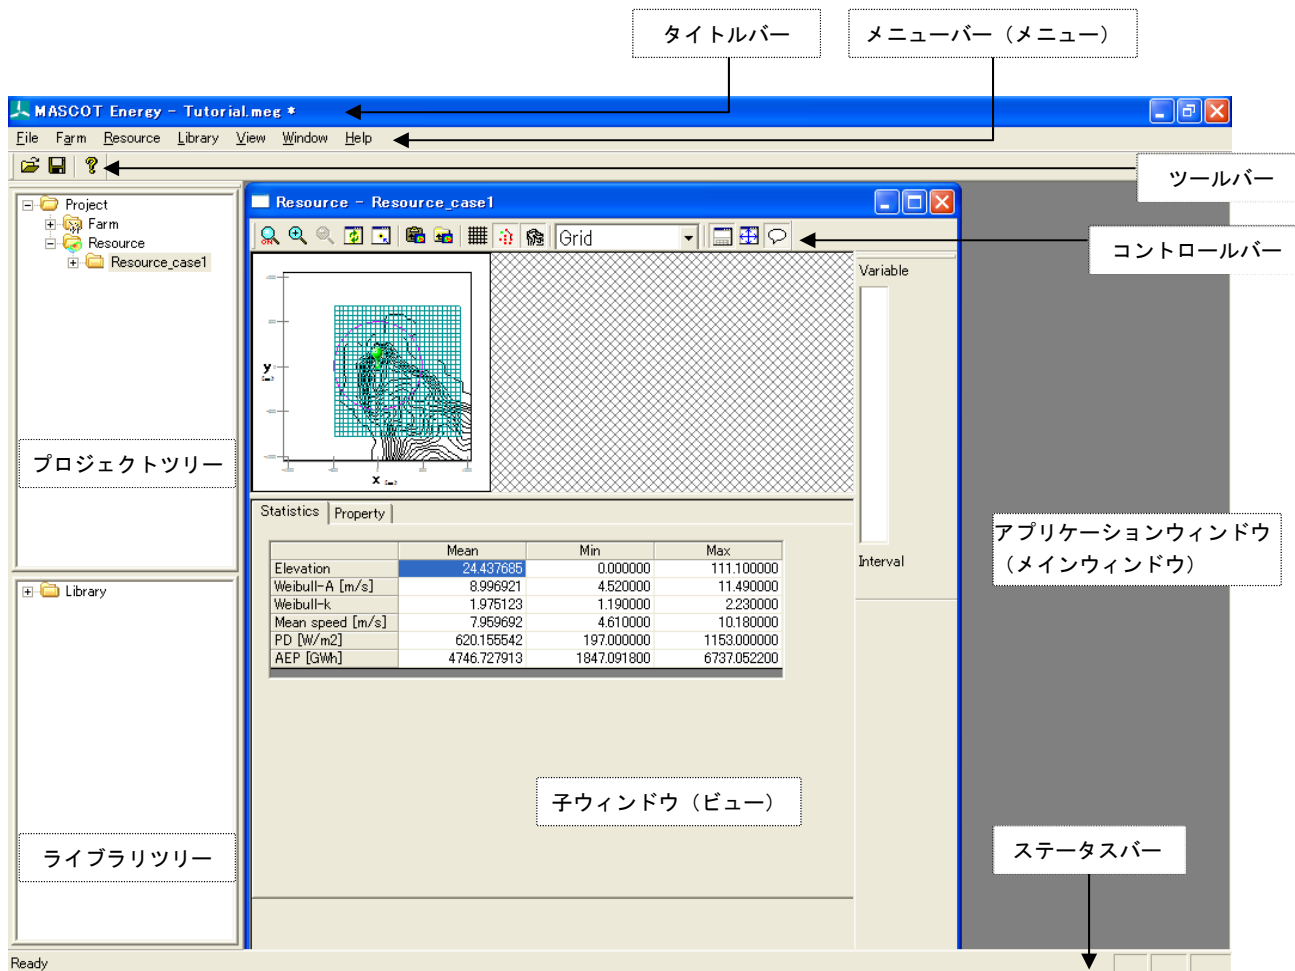 タイトルバー
メニューバー（メニュー）
MASCOT Energy - Tutorial.meg *
File Farm Resource Library View Window Help
ツールバー
Project
Farm
Resource
Resource_case1
Resource - Resource_case1
Grid
コントロールバー
Variable
y
x
プロジェクトツリー
Statistics Property
Mean Min Max
Elevation 24.437685 0.000000 111.100000
Weibull-A [m/s] 8.996921 4.520000 11.490000
Weibull-k 1.975123 1.190000 2.230000
Mean speed [m/s] 7.959692 4.610000 10.180000
PD [W/m2] 620.155542 197.000000 1153.000000
AEP [GWh] 4746.727913 1847.091800 6737.052200
Interval
アプリケーションウィンドウ
（メインウィンドウ）
Library
子ウィンドウ（ビュー）
ライブラリツリー
ステータスバー
Ready